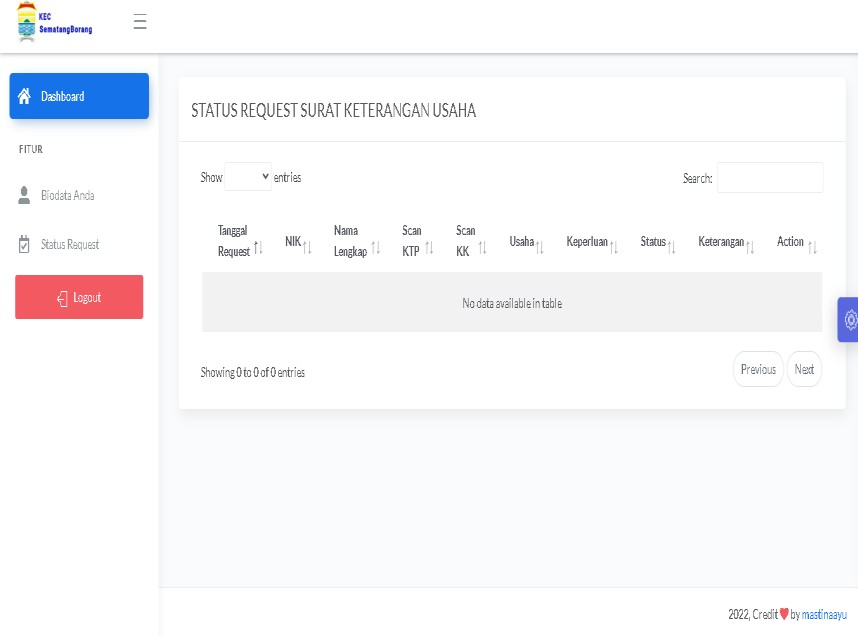 KEC
SematangBorang
Dashboard
FITUR
Biodata Anda
Status Request
Logout
STATUS REQUEST SURAT KETERANGAN USAHA
Show entries
Search:
Tanggal Request
NIK
Nama Lengkap
Scan KTP
Scan KK
Usaha
Keperluan
Status
Keterangan
Action
No data available in table
Showing 0 to 0 of 0 entries
Previous
Next
2022, Credit by mastinaayu